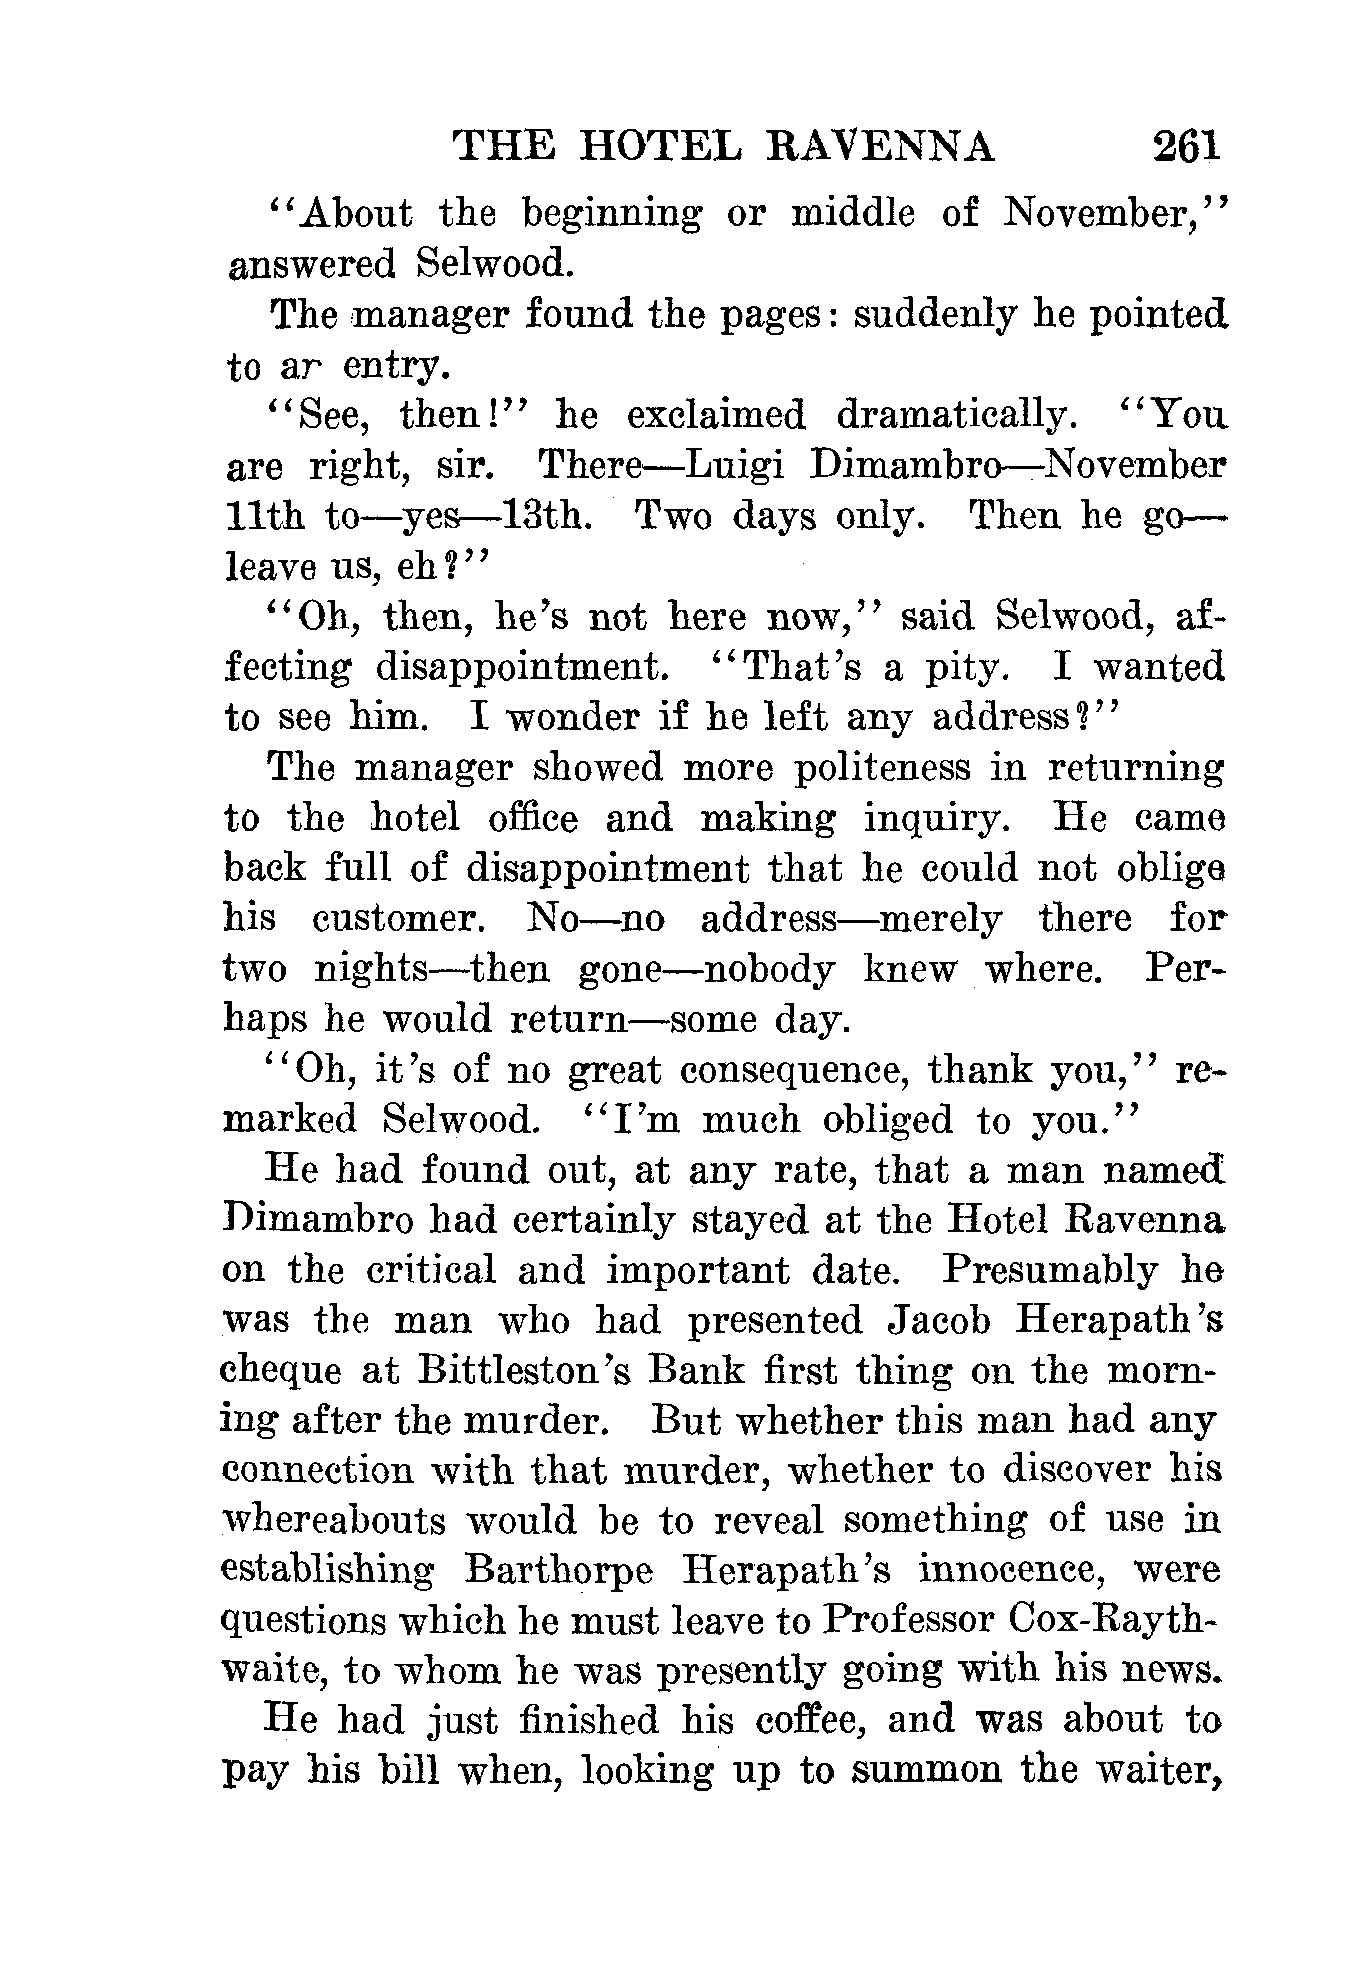 THE HOTEL RAVENNA 261
"About the beginning or middle of November,"
answered Selwood.
The manager found the pages: suddenly he pointed
to ar entry.
"See, then!" he exclaimed dramatically. "You
are right, sir. There—Luigi Dimambro—November
11th to—yes—13th. Two days only. Then he go—
leave us, eh?"
"Oh, then, he's not here now," said Selwood, af-
fecting disappointment. "That's a pity. I wanted
to see him. I wonder if he left any address?"
The manager showed more politeness in returning
to the hotel office and making inquiry. He came
back full of disappointment that he could not oblige
his customer. No—no address—merely there for
two nights—then gone—nobody knew where. Per-
haps he would return—some day.
"Oh, it's of no great consequence, thank you," re-
marked Selwood. "I'm much obliged to you."
He had found out, at any rate, that a man named
Dimambro had certainly stayed at the Hotel Ravenna
on the critical and important date. Presumably he
was the man who had presented Jacob Herapath's
cheque at Bittleston's Bank first thing on the morn-
ing after the murder. But whether this man had any
connection with that murder, whether to discover his
whereabouts would be to reveal something of use in
establishing Barthorpe Herapath's innocence, were
questions which he must leave to Professor Cox-Rayth-
waite, to whom he was presently going with his news.
He had just finished his coffee, and was about to
pay his bill when, looking up to summon the waiter,